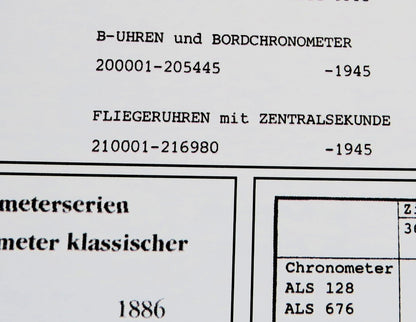 B-UHREN und BORDCHRONOMETER
200001-205445 -1945
FLIEGERUHREN mit ZENTRALSEKUNDE
210001-216980 -1945
meterserien
meter klassischer
1886
Chronometer
ALS 128
ALS 676